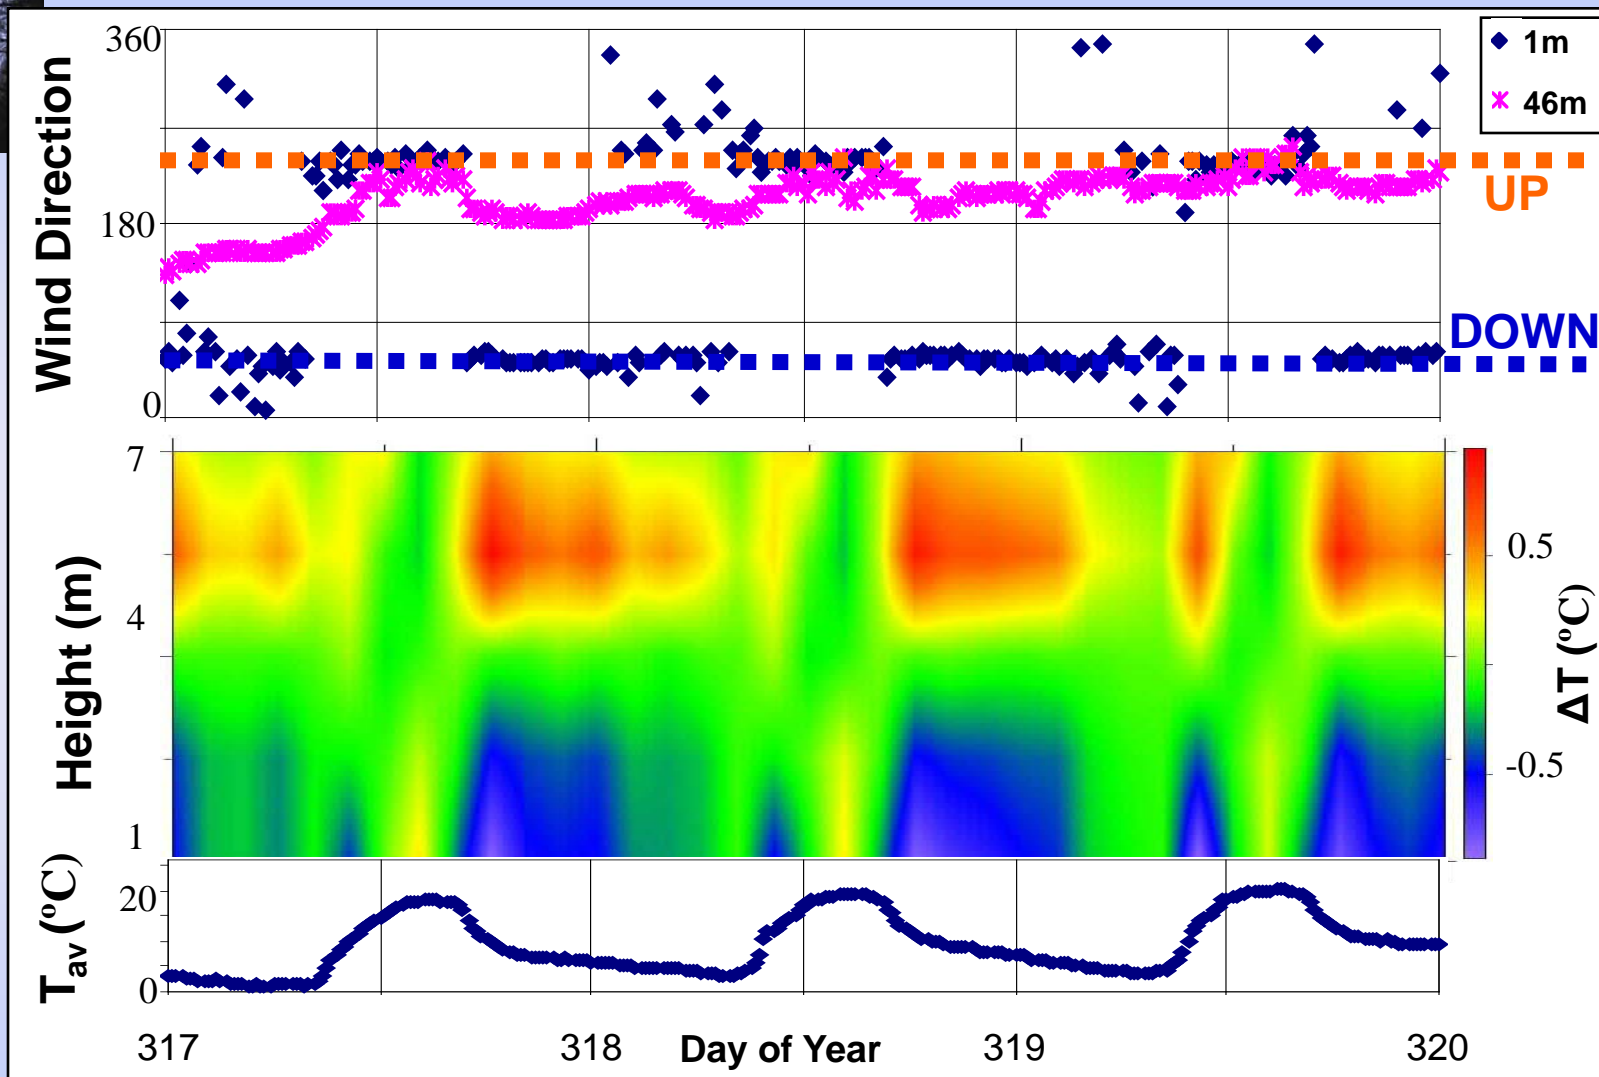 360
180
0
Wind Direction
1m
46m
UP
DOWN
7
4
1
Height (m)
0.5
-0.5
ΔT (ºC)
20
0
Tav (ºC)
317
318
Day of Year
319
320